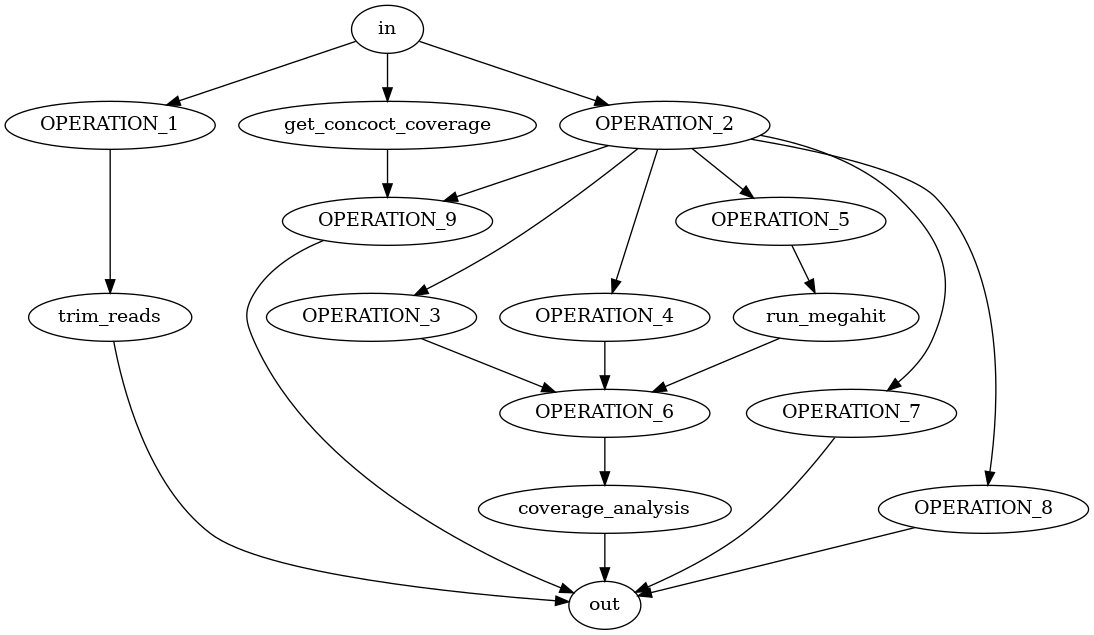 in
OPERATION_1
get_concoct_coverage
OPERATION_2
OPERATION_9
OPERATION_5
trim_reads
OPERATION_3
OPERATION_4
run_megahit
OPERATION_6
OPERATION_7
coverage_analysis
OPERATION_8
out